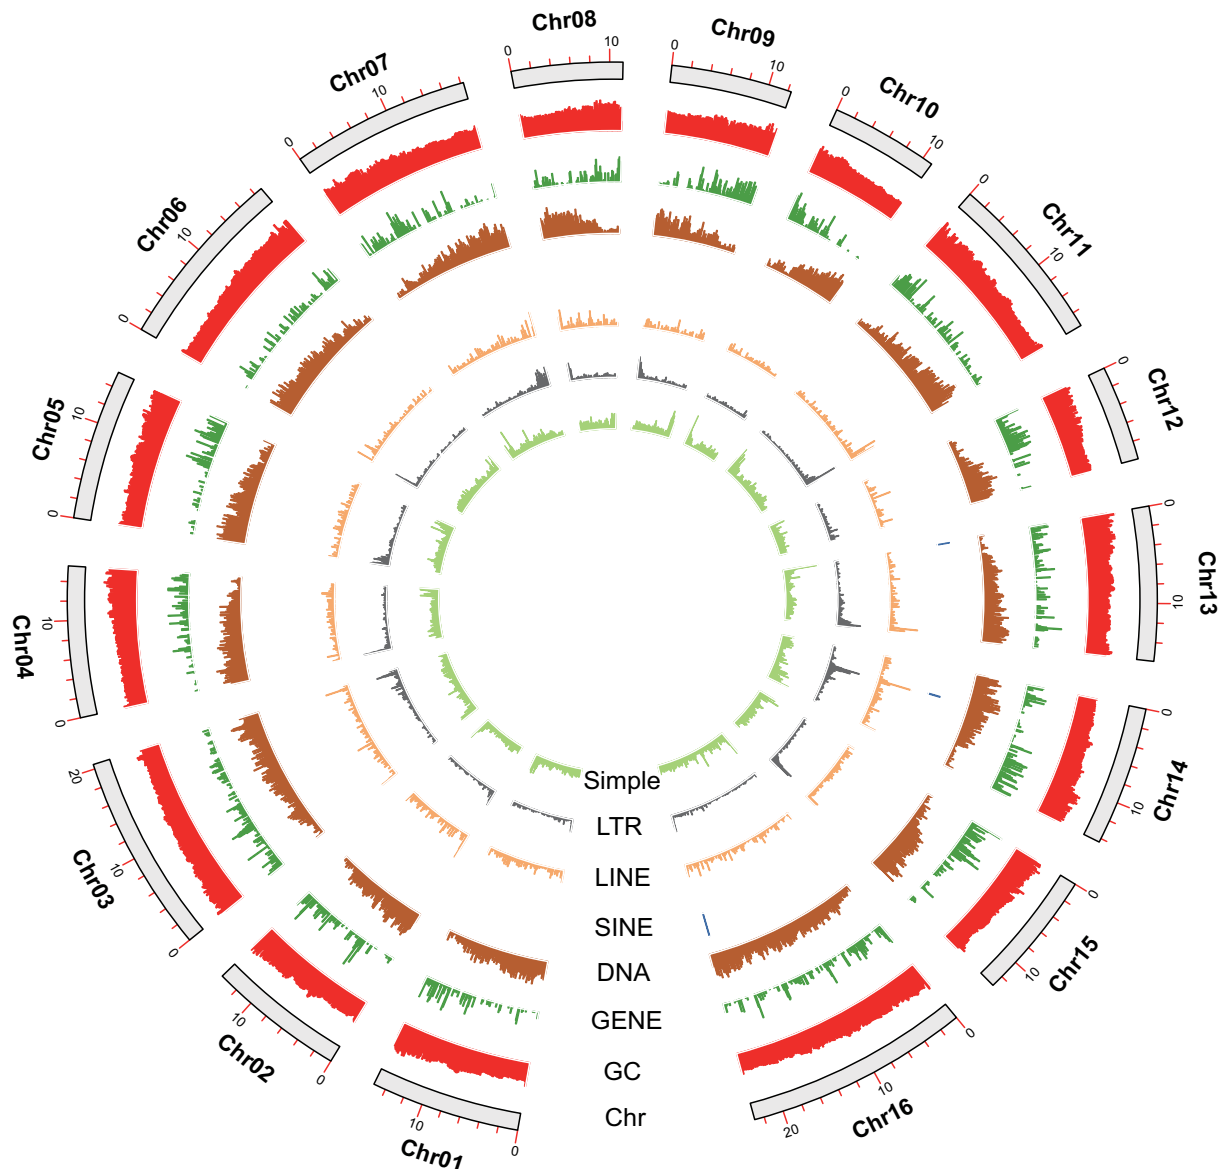 Chr08
0
10
Chr09
0
10
Chr07
0
10
Chr10
0
10
Chr06
0
10
Chr11
0
10
Chr05
0
10
Chr12
0
Chr04
0
10
Chr13
0
10
Chr03
0
10
20
Chr14
0
10
Chr02
0
10
Chr15
0
10
Chr01
0
10
Chr16
0
10
20
Simple
LTR
LINE
SINE
DNA
GENE
GC
Chr